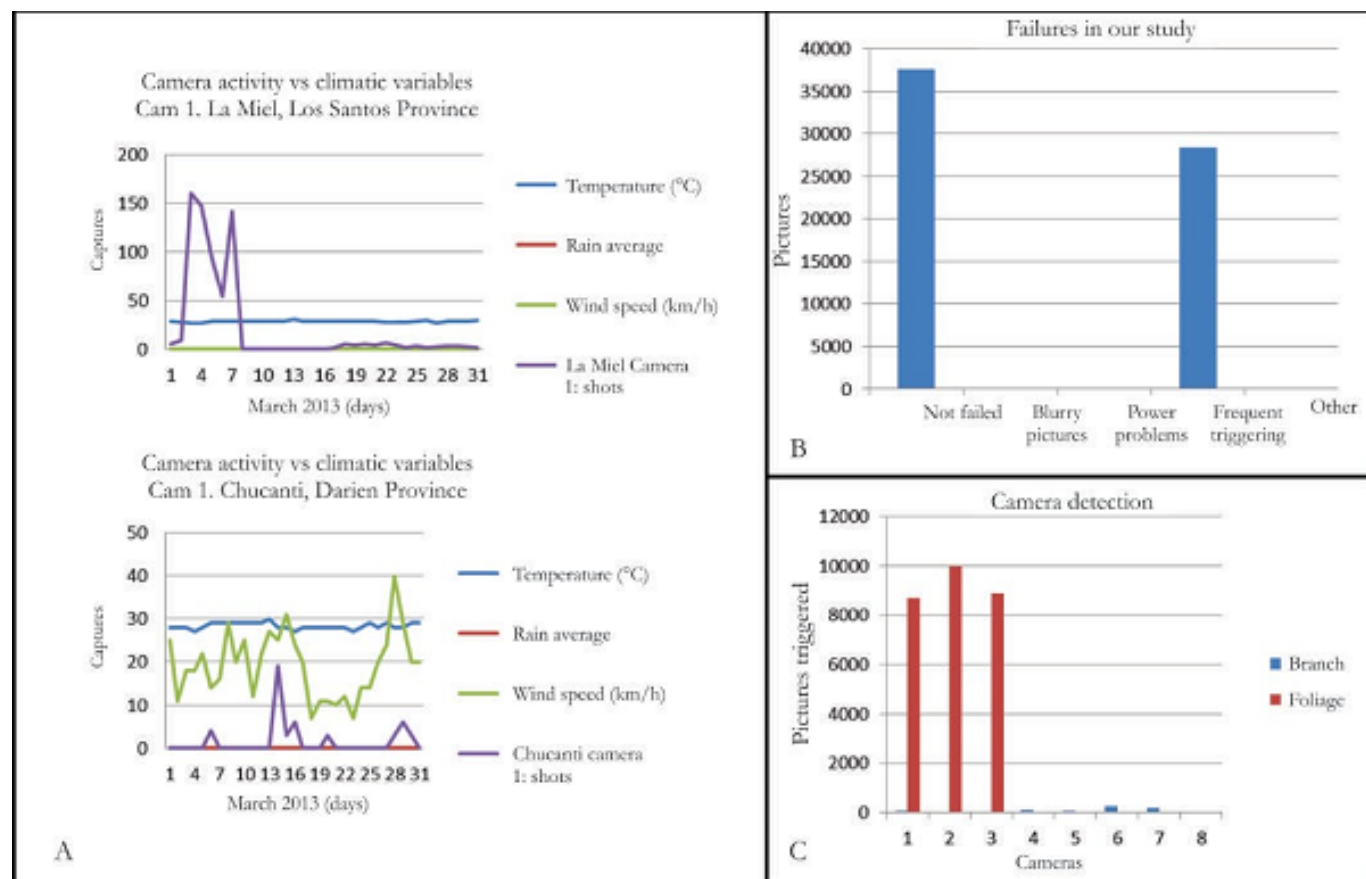 Camera activity vs climatic variables
Cam 1. La Miel, Los Santos Province
200
150
100
50
0
Captures
1 4 7 10 13 16 19 22 25 28 31
March 2013 (days)
Temperature (°C)
Rain average
Wind speed (km/h)
La Miel Camera
1: shots
Camera activity vs climatic variables
Cam 1. Chucanti, Darien Province
50
40
30
20
10
0
Captures
1 4 7 10 13 16 19 22 25 28 31
March 2013 (days)
Temperature (°C)
Rain average
Wind speed (km/h)
Chucanti camera
1: shots
A
Failures in our study
40000
35000
30000
25000
20000
15000
10000
5000
0
Pictures
Not failed
Blurry
pictures
Power
problems
Frequent
triggering
Other
B
Camera detection
12000
10000
8000
6000
4000
2000
0
Pictures triggered
1 2 3 4 5 6 7 8
Cameras
Branch
Foliage
C